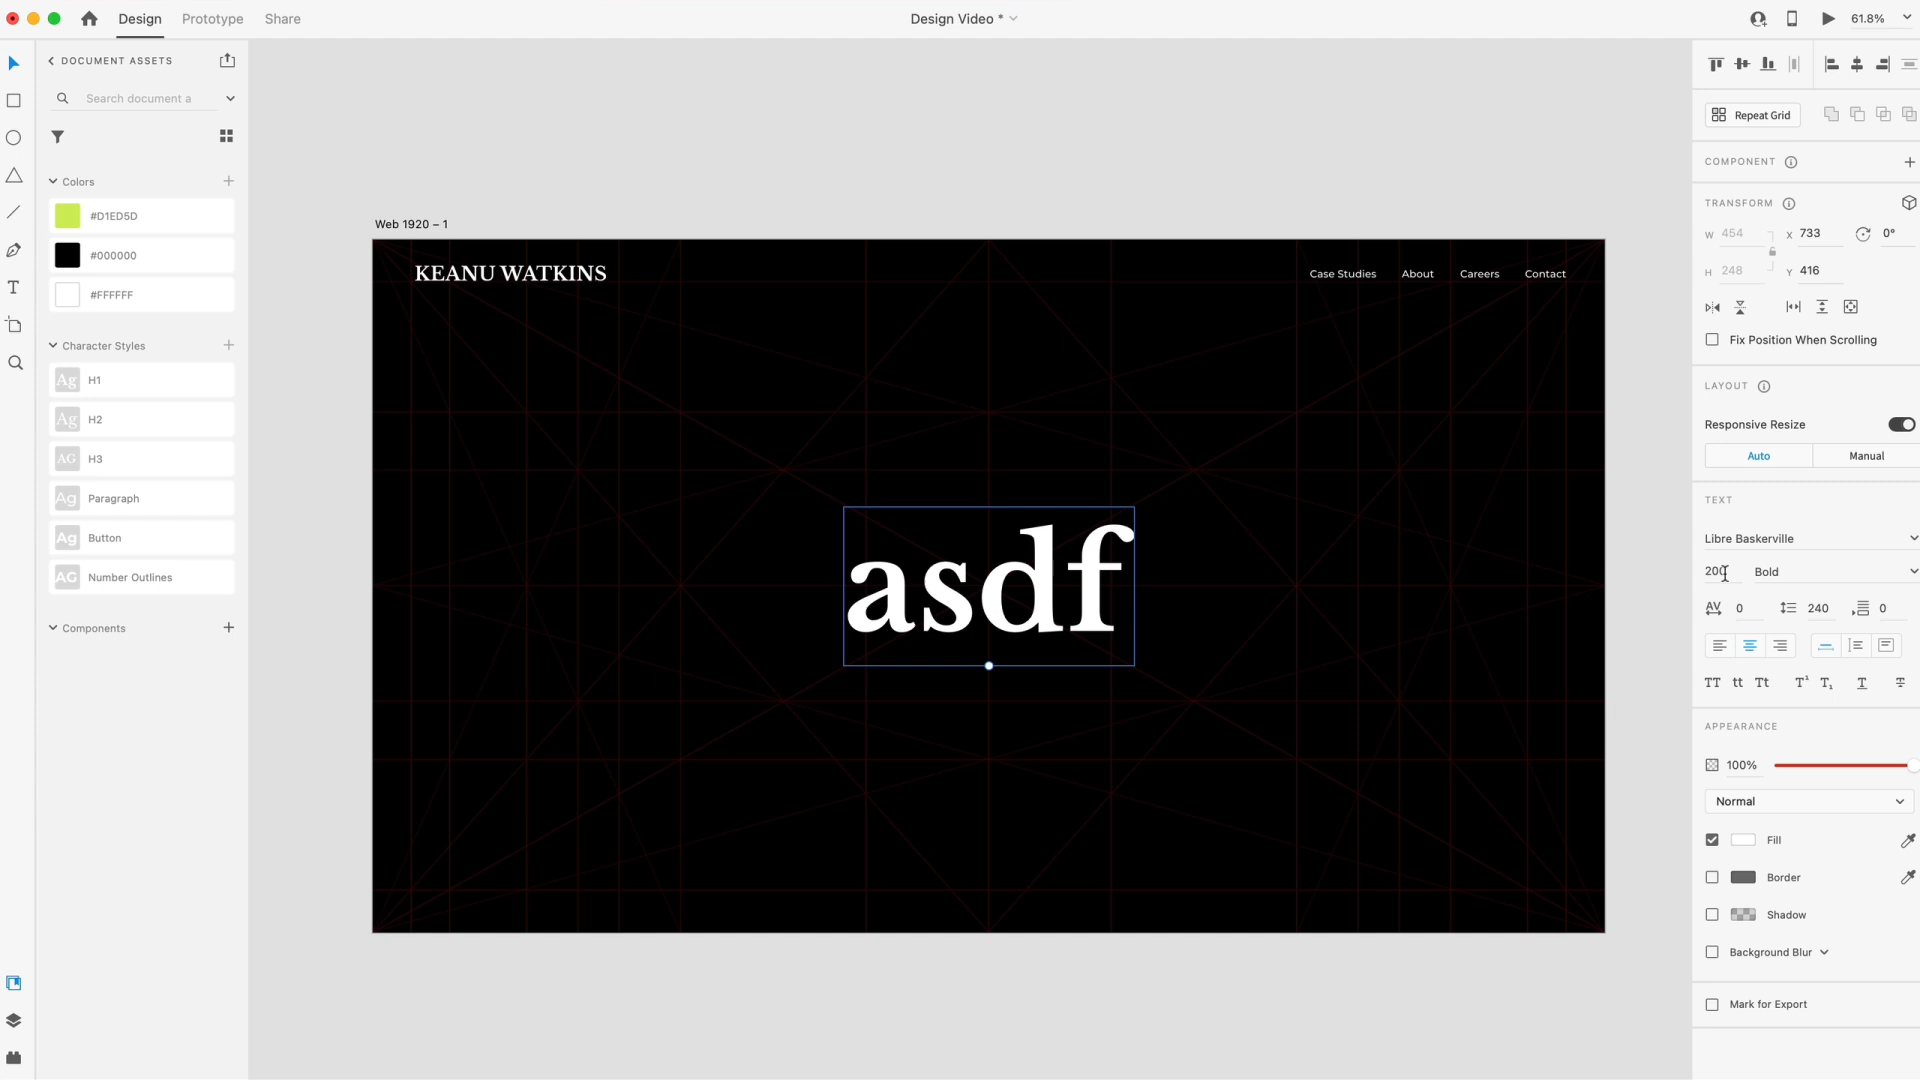 Design
Prototype
Share
Design Video *
61.8%
DOCUMENT ASSETS
Search document a
Colors
#D1ED5D
#000000
#FFFFFF
Character Styles
Ag H1
Ag H2
AG H3
Ag Paragraph
Ag Button
AG Number Outlines
Components
Web 1920 – 1
KEANU WATKINS
Case Studies
About
Careers
Contact
asdf
Repeat Grid
COMPONENT
TRANSFORM
W 454
X 733
0°
H 248
Y 416
Fix Position When Scrolling
LAYOUT
Responsive Resize
Auto
Manual
TEXT
Libre Baskerville
200
Bold
AV 0
240
0
TT tt Tt T¹ T₁ T T
APPEARANCE
100%
Normal
Fill
Border
Shadow
Background Blur
Mark for Export